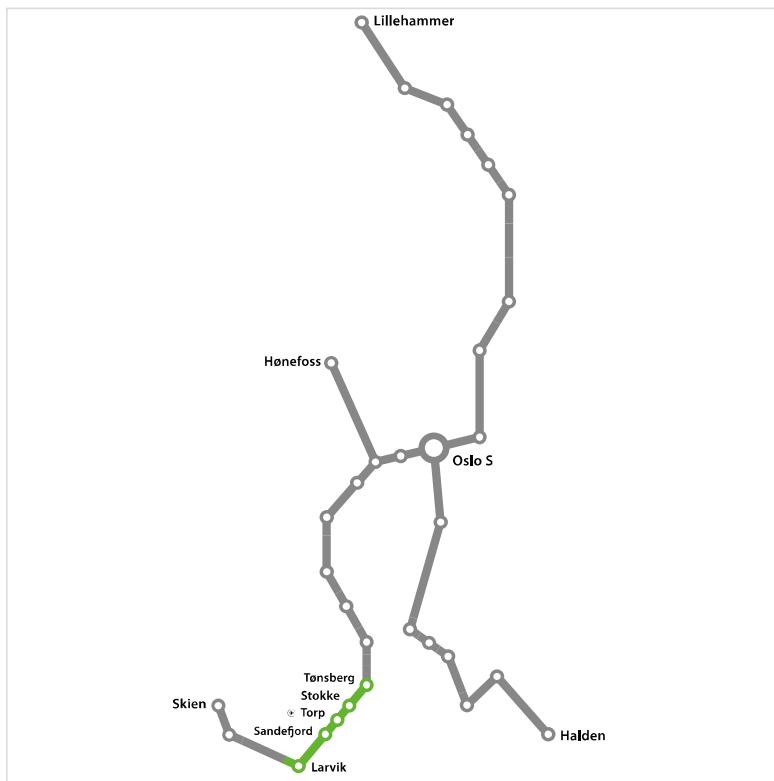 Lillehammer
Hønefoss
Oslo S
Tønsberg
Stokke
Skien
Torp
Sandefjord
Halden
Larvik